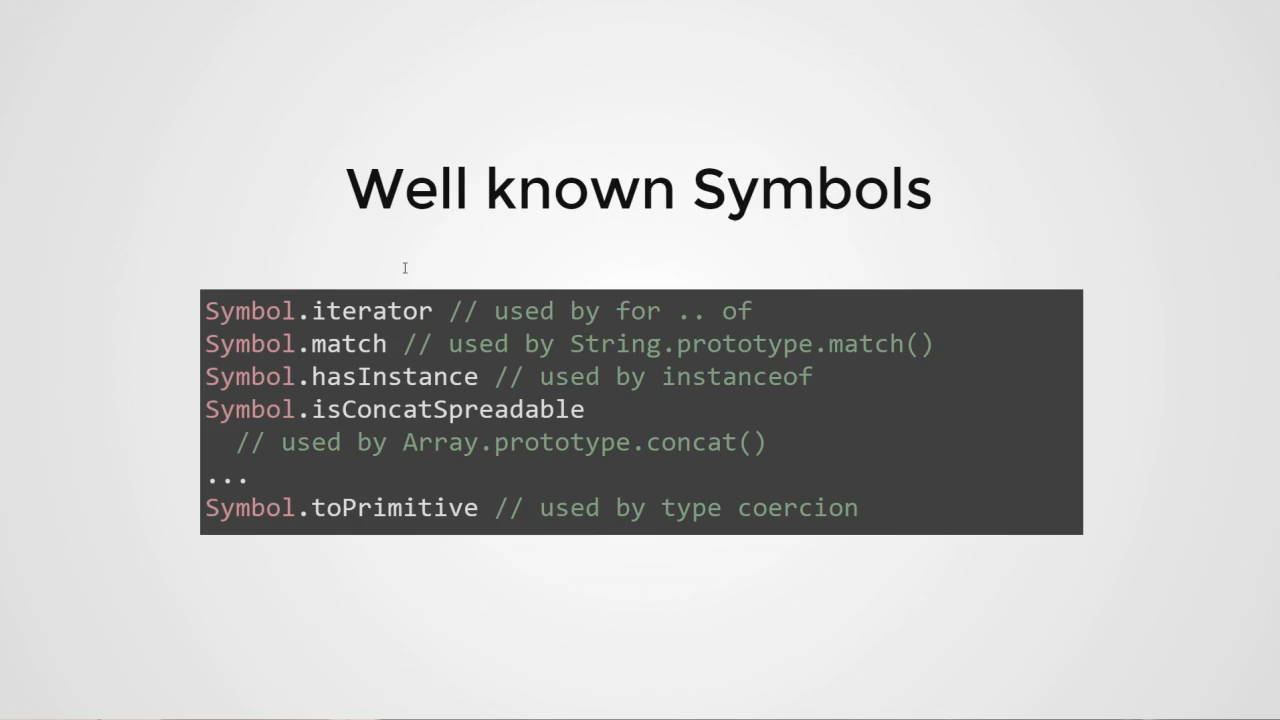 Well known Symbols
Symbol.iterator // used by for .. of
Symbol.match // used by String.prototype.match()
Symbol.hasInstance // used by instanceof
Symbol.isConcatSpreadable
  // used by Array.prototype.concat()
...
Symbol.toPrimitive // used by type coercion